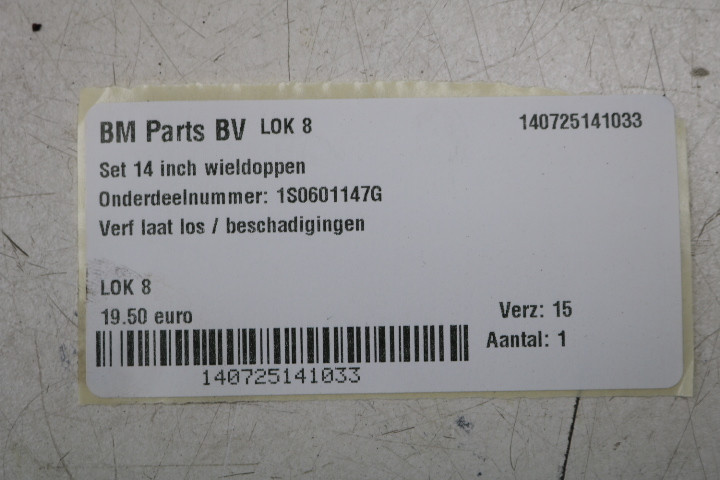 BM Parts BV LOK 8 140725141033
Set 14 inch wieldoppen
Onderdeelnummer: 1S0601147G
Verf laat los / beschadigingen
LOK 8
19.50 euro Verz: 15
Aantal: 1
140725141033